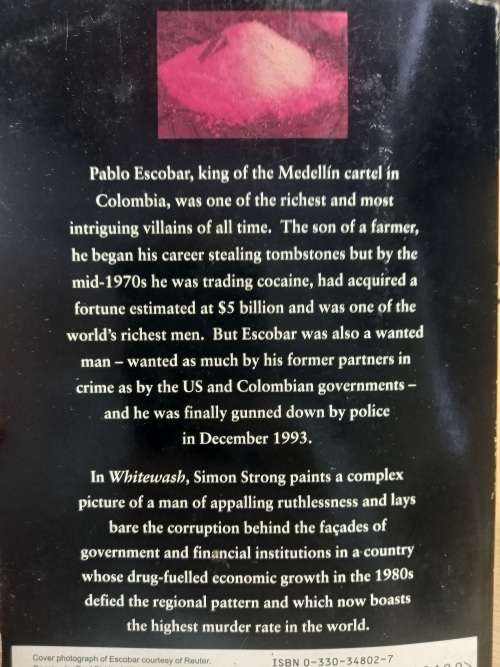 Pablo Escobar, king of the Medellín cartel in
Colombia, was one of the richest and most
intriguing villains of all time. The son of a farmer,
he began his career stealing tombstones but by the
mid-1970s he was trading cocaine, had acquired a
fortune estimated at $5 billion and was one of the
world's richest men. But Escobar was also a wanted
man – wanted as much by his former partners in
crime as by the US and Colombian governments –
and he was finally gunned down by police
in December 1993.
In Whitewash, Simon Strong paints a complex
picture of a man of appalling ruthlessness and lays
bare the corruption behind the façades of
government and financial institutions in a country
whose drug-fuelled economic growth in the 1980s
defied the regional pattern and which now boasts
the highest murder rate in the world.
Cover photograph of Escobar courtesy of Reuter.
ISBN 0-330-34802-7